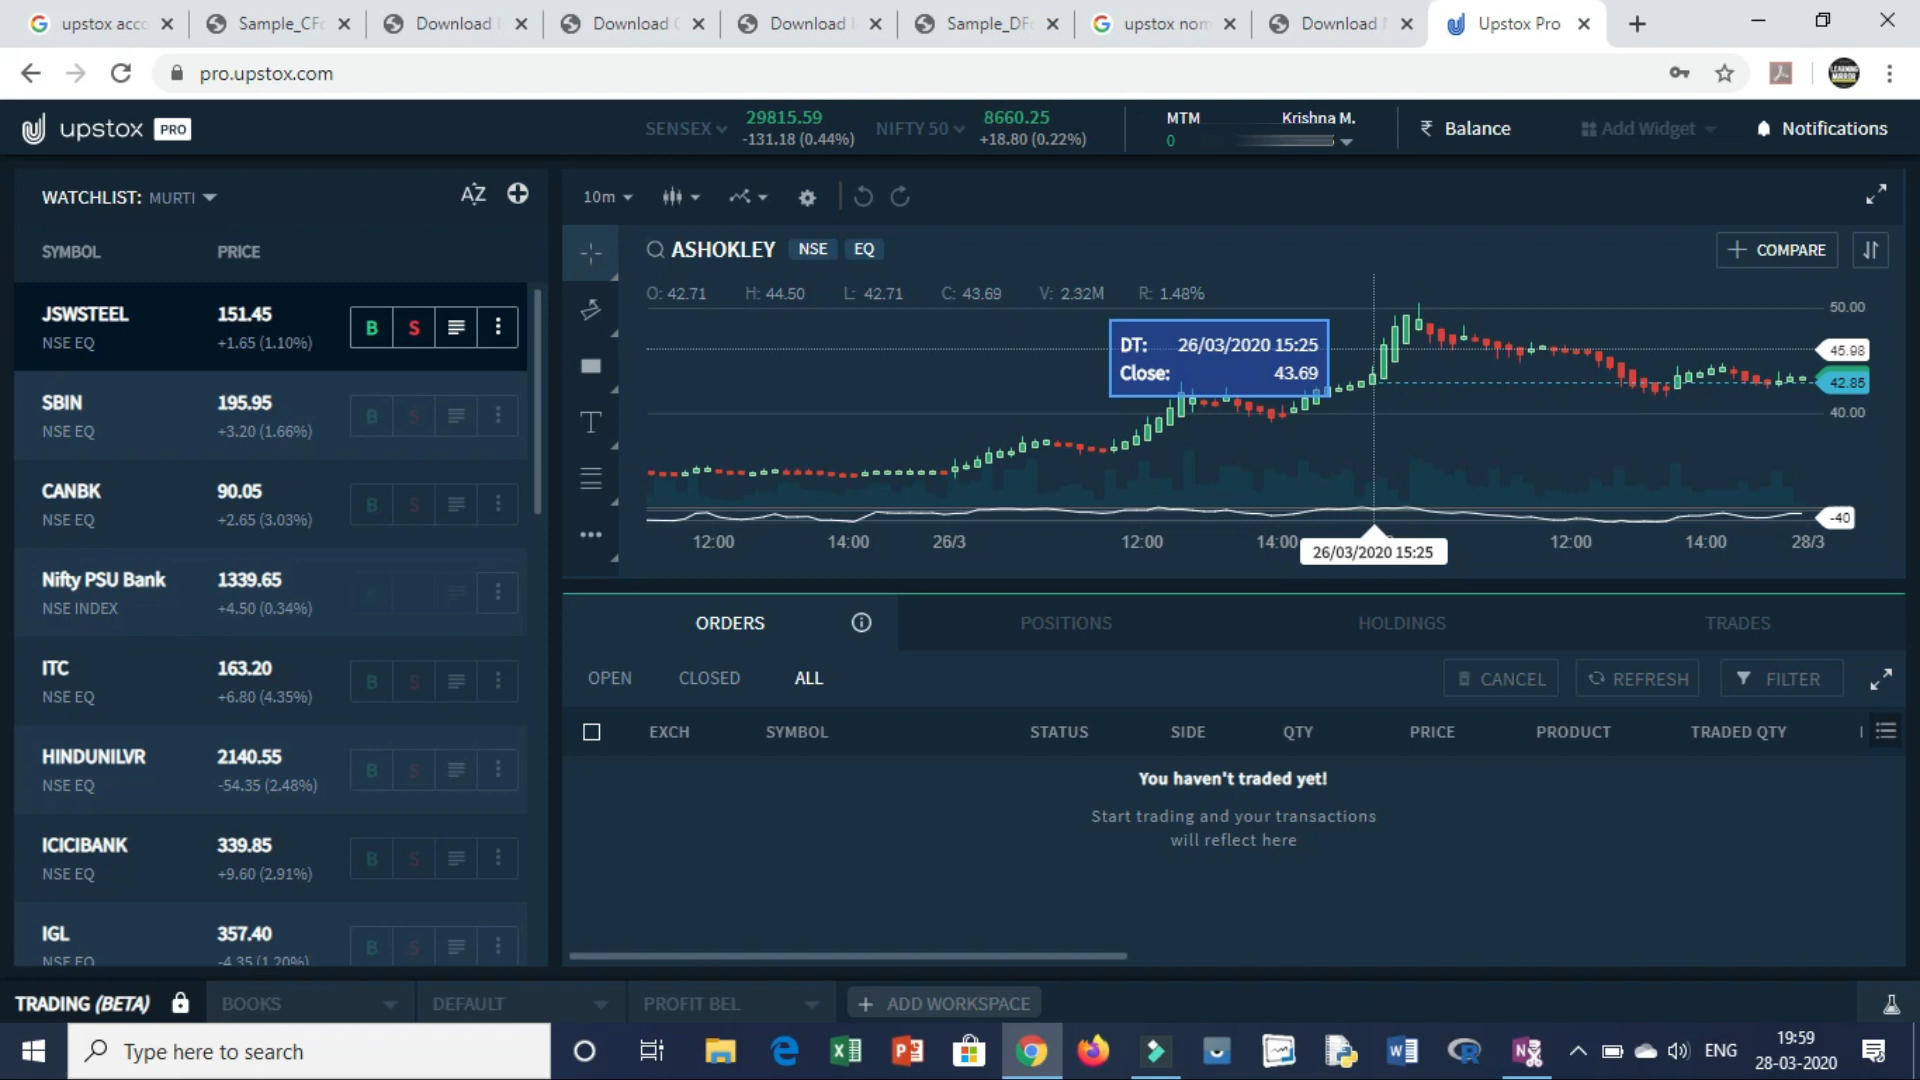 upstox acc
Sample_CF
Download
Download
Download
Sample_DF
upstox nom
Download
Upstox Pro
pro.upstox.com
upstox PRO
SENSEX
29815.59
-131.18 (0.44%)
NIFTY 50
8660.25
+18.80 (0.22%)
MTM
0
Krishna M.
₹ Balance
Add Widget
Notifications
WATCHLIST: MURTI
AZ
SYMBOL PRICE
JSWSTEEL 151.45
NSE EQ +1.65 (1.10%)
B S
SBIN 195.95
NSE EQ +3.20 (1.66%)
B S
CANBK 90.05
NSE EQ +2.65 (3.03%)
B S
Nifty PSU Bank 1339.65
NSE INDEX +4.50 (0.34%)
ITC 163.20
NSE EQ +6.80 (4.35%)
B S
HINDUNILVR 2140.55
NSE EQ -54.35 (2.48%)
B S
ICICIBANK 339.85
NSE EQ +9.60 (2.91%)
B S
IGL 357.40
NSE EQ -4.35 (1.20%)
B S
10m
ASHOKLEY NSE EQ
+ COMPARE
O: 42.71 H: 44.50 L: 42.71 C: 43.69 V: 2.32M R: 1.48%
DT: 26/03/2020 15:25
Close: 43.69
50.00
45.98
42.85
40.00
-40
12:00 14:00 26/3 12:00 14:00 12:00 14:00 28/3
26/03/2020 15:25
T
ORDERS POSITIONS HOLDINGS TRADES
OPEN CLOSED ALL
CANCEL REFRESH FILTER
EXCH SYMBOL STATUS SIDE QTY PRICE PRODUCT TRADED QTY
You haven't traded yet!
Start trading and your transactions
will reflect here
TRADING (BETA) BOOKS DEFAULT PROFIT BEL + ADD WORKSPACE
Type here to search
ENG
19:59
28-03-2020